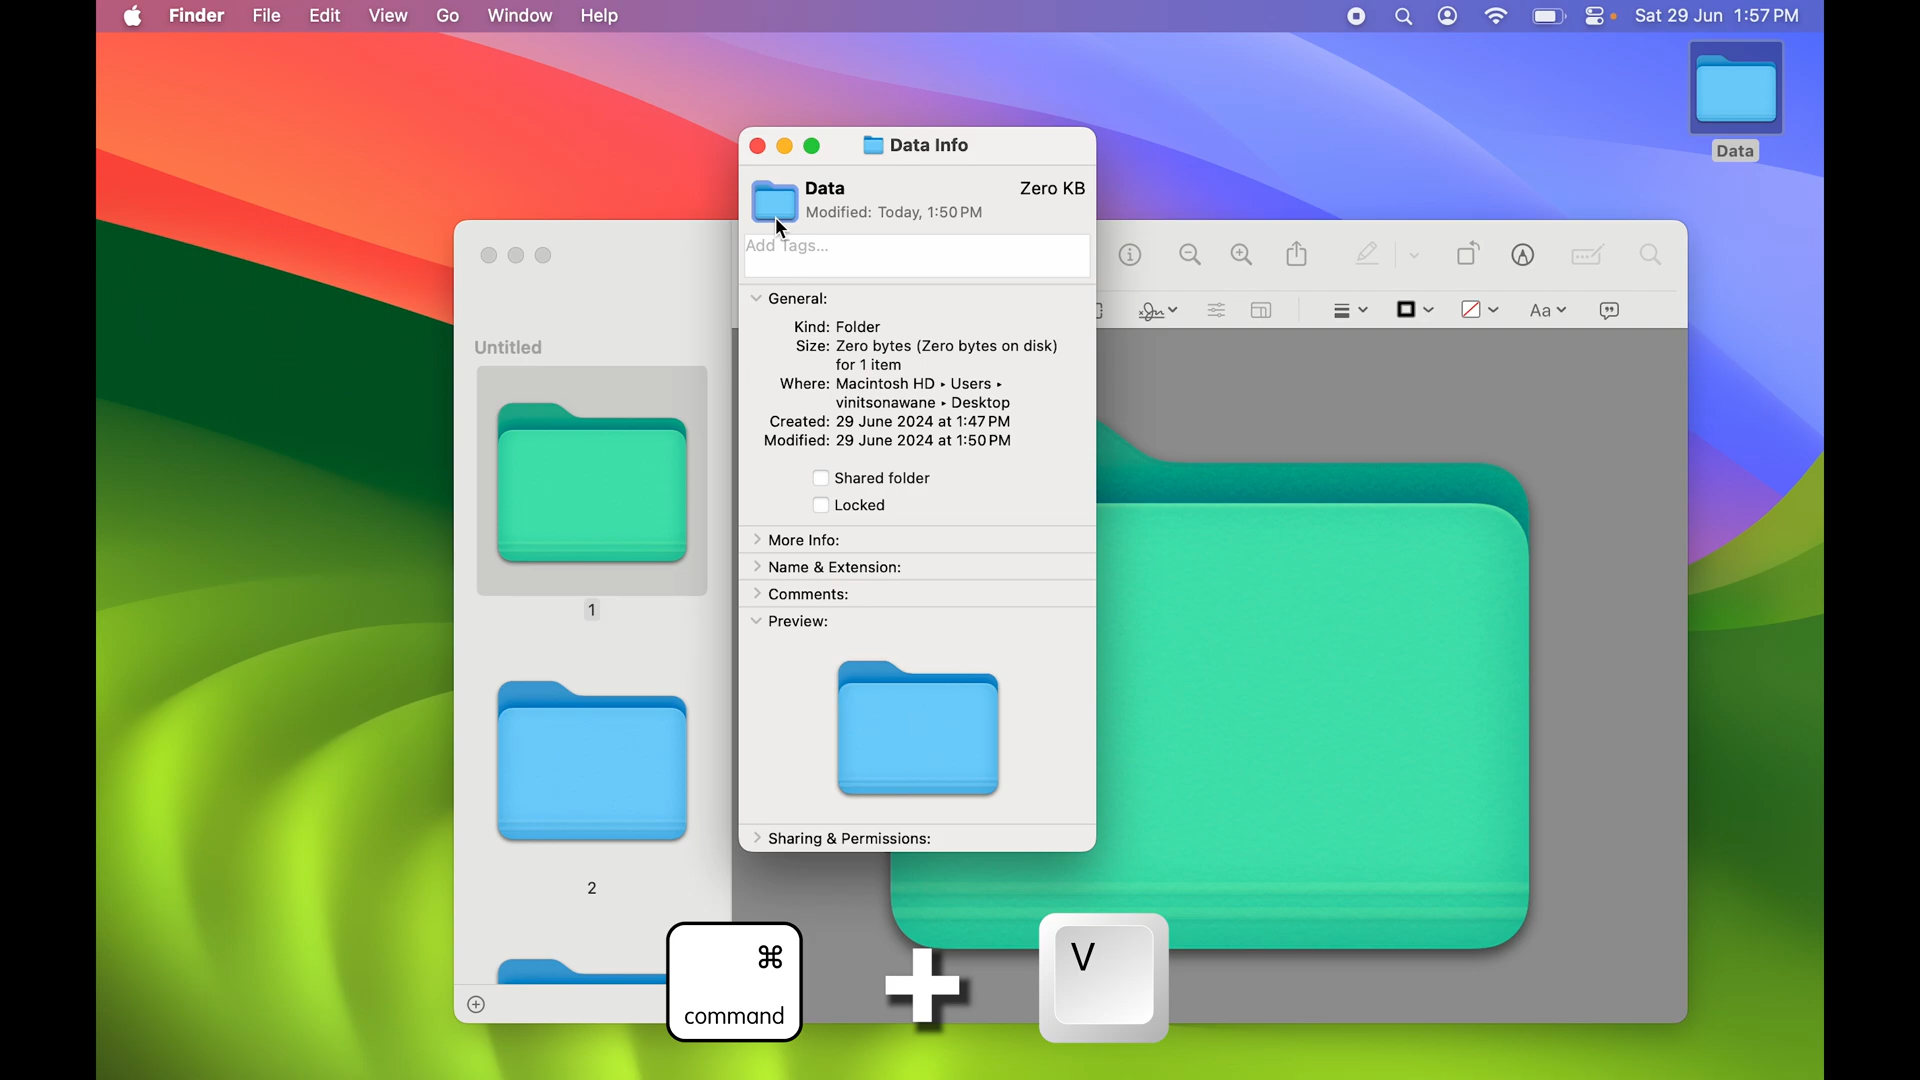 Finder File Edit View Go Window Help Sat 29 Jun 1:57 PM
Data
Data Info
Data Zero KB
Modified: Today, 1:50 PM
Add Tags...
General:
Kind: Folder
Size: Zero bytes (Zero bytes on disk)
for 1 item
Where: Macintosh HD ▸ Users ▸
vinitsonawane ▸ Desktop
Created: 29 June 2024 at 1:47 PM
Modified: 29 June 2024 at 1:50 PM
Shared folder
Locked
More Info:
Name & Extension:
Comments:
Preview:
Sharing & Permissions:
Untitled
1
2
Aa
⌘
command
+
V